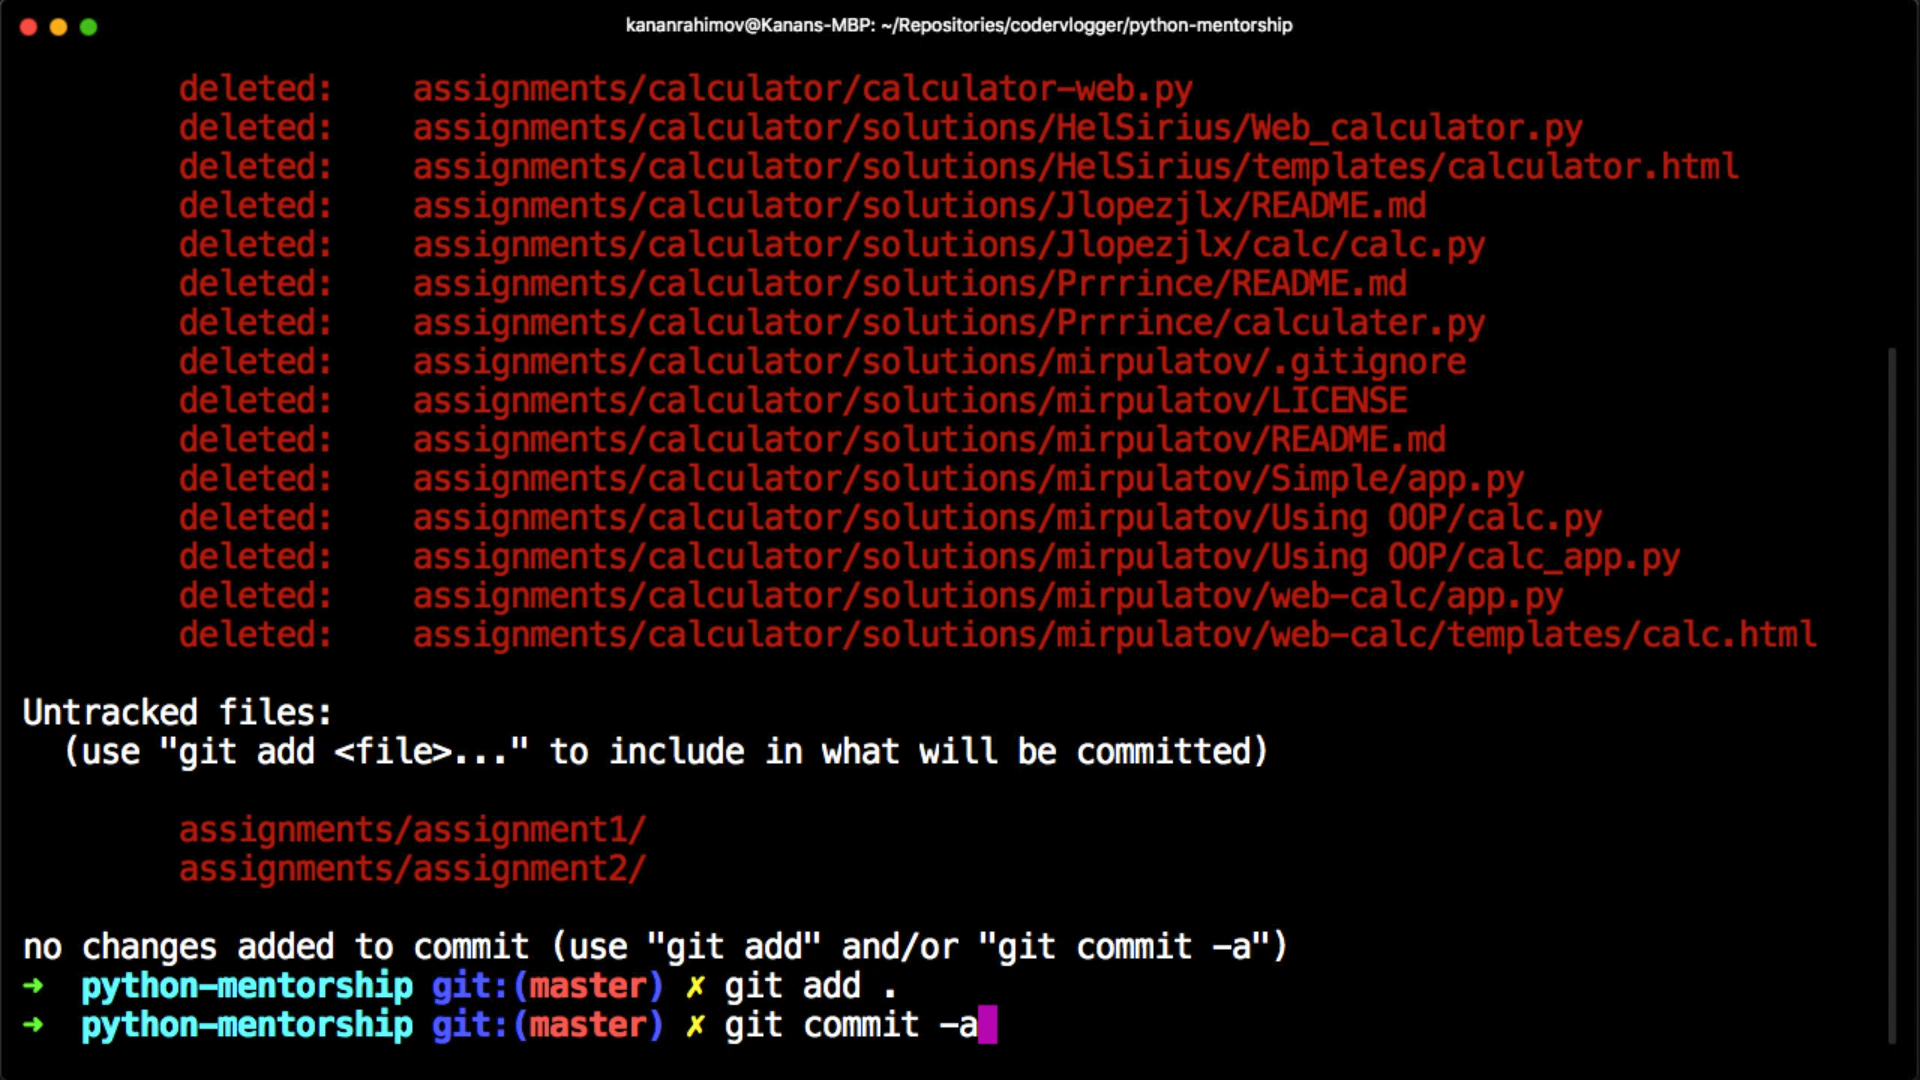 kananrahimov@Kanans-MBP: ~/Repositories/codervlogger/python-mentorship
deleted:    assignments/calculator/calculator-web.py
deleted:    assignments/calculator/solutions/HelSirius/Web_calculator.py
deleted:    assignments/calculator/solutions/HelSirius/templates/calculator.html
deleted:    assignments/calculator/solutions/Jlopezjlx/README.md
deleted:    assignments/calculator/solutions/Jlopezjlx/calc/calc.py
deleted:    assignments/calculator/solutions/Prrrince/README.md
deleted:    assignments/calculator/solutions/Prrrince/calculater.py
deleted:    assignments/calculator/solutions/mirpulatov/.gitignore
deleted:    assignments/calculator/solutions/mirpulatov/LICENSE
deleted:    assignments/calculator/solutions/mirpulatov/README.md
deleted:    assignments/calculator/solutions/mirpulatov/Simple/app.py
deleted:    assignments/calculator/solutions/mirpulatov/Using OOP/calc.py
deleted:    assignments/calculator/solutions/mirpulatov/Using OOP/calc_app.py
deleted:    assignments/calculator/solutions/mirpulatov/web-calc/app.py
deleted:    assignments/calculator/solutions/mirpulatov/web-calc/templates/calc.html
Untracked files:
(use "git add <file>..." to include in what will be committed)
assignments/assignment1/
assignments/assignment2/
no changes added to commit (use "git add" and/or "git commit -a")
➜ python-mentorship git:(master) ✗ git add .
➜ python-mentorship git:(master) ✗ git commit -a